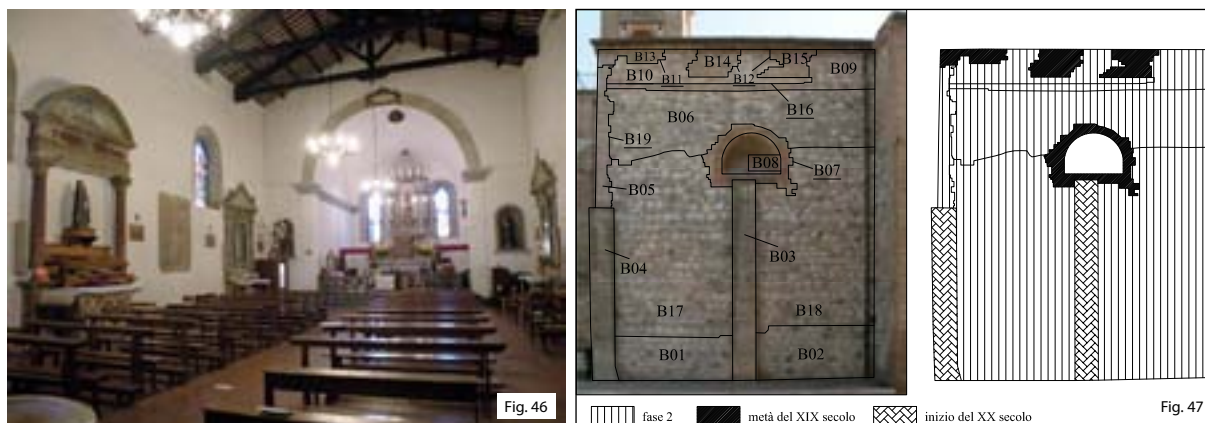 B13
B14
B15
B10
B11
B12
B09
B16
B06
B19
B08
B07
B05
B04
B03
B17
B18
B01
B02
Fig. 46
fase 2
metà del XIX secolo
inizio del XX secolo
Fig. 47